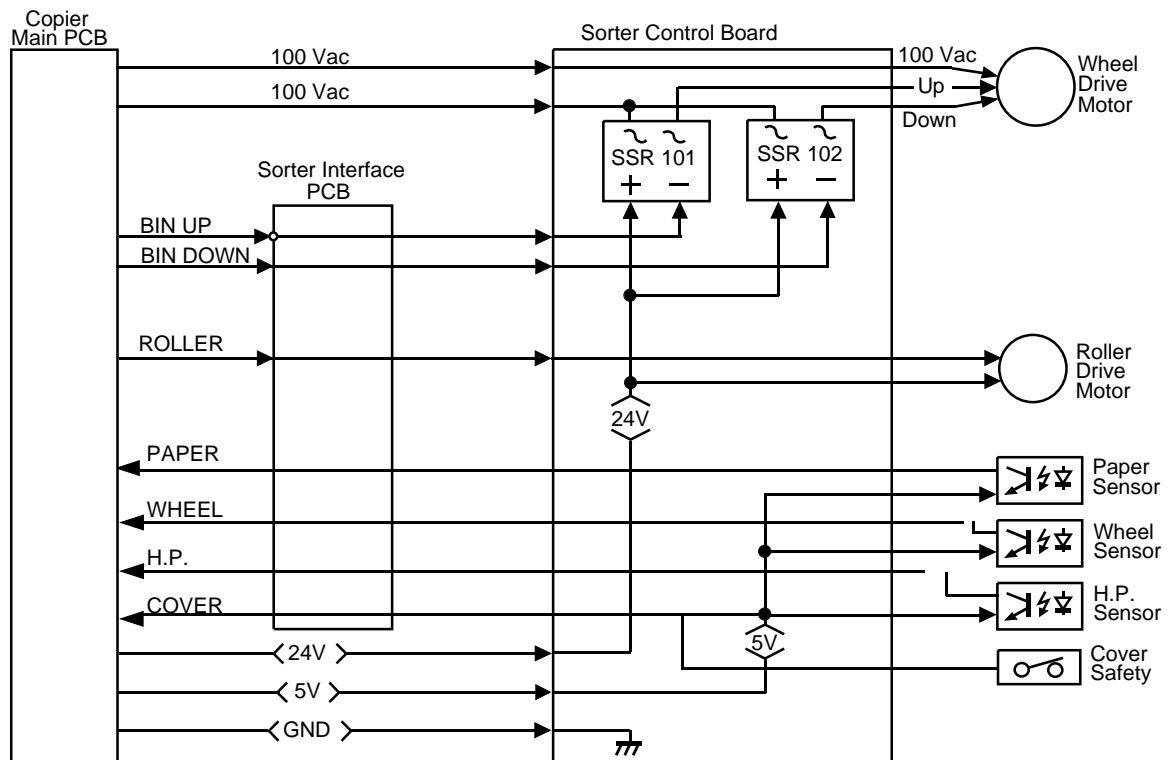 Copier
Main PCB
Sorter Control Board
100 Vac
100 Vac
100 Vac
Up
Down
Wheel
Drive
Motor
SSR 101
+ −
SSR 102
+ −
Sorter Interface
PCB
BIN UP
BIN DOWN
ROLLER
Roller
Drive
Motor
24V
PAPER
Paper
Sensor
WHEEL
Wheel
Sensor
H.P.
H.P.
Sensor
COVER
5V
Cover
Safety
24V
5V
GND